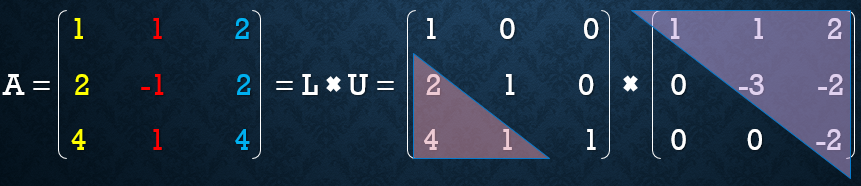 1 1 2 1 0 0 1 1 2
A = 2 -1 2 = L ✖ U = 2 1 0 ✖ 0 -3 -2
4 1 4 4 1 1 0 0 -2